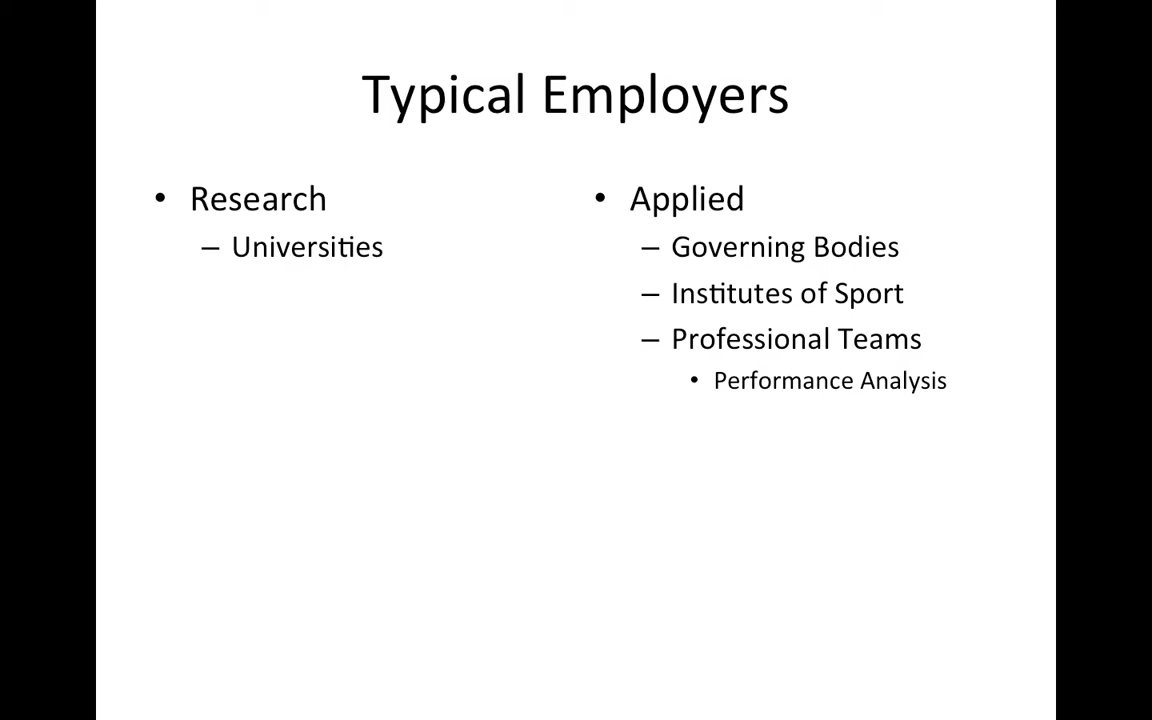 Typical Employers
• Research
– Universities
• Applied
– Governing Bodies
– Institutes of Sport
– Professional Teams
• Performance Analysis